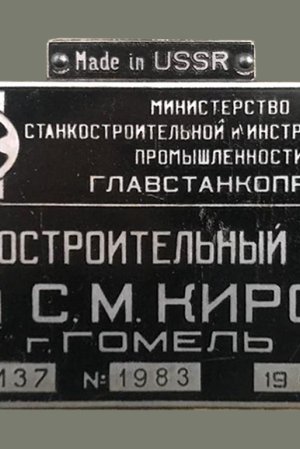 Made in USSR
МИНИСТЕРСТВО
СТАНКОСТРОИТЕЛЬНОЙ и ИНСТР
ПРОМЫШЛЕННОСТИ
ГЛАВСТАНКОПР
ОСТРОИТЕЛЬНЫЙ
С.М.КИРО
г. ГОМЕЛЬ
137 №: 1983 19